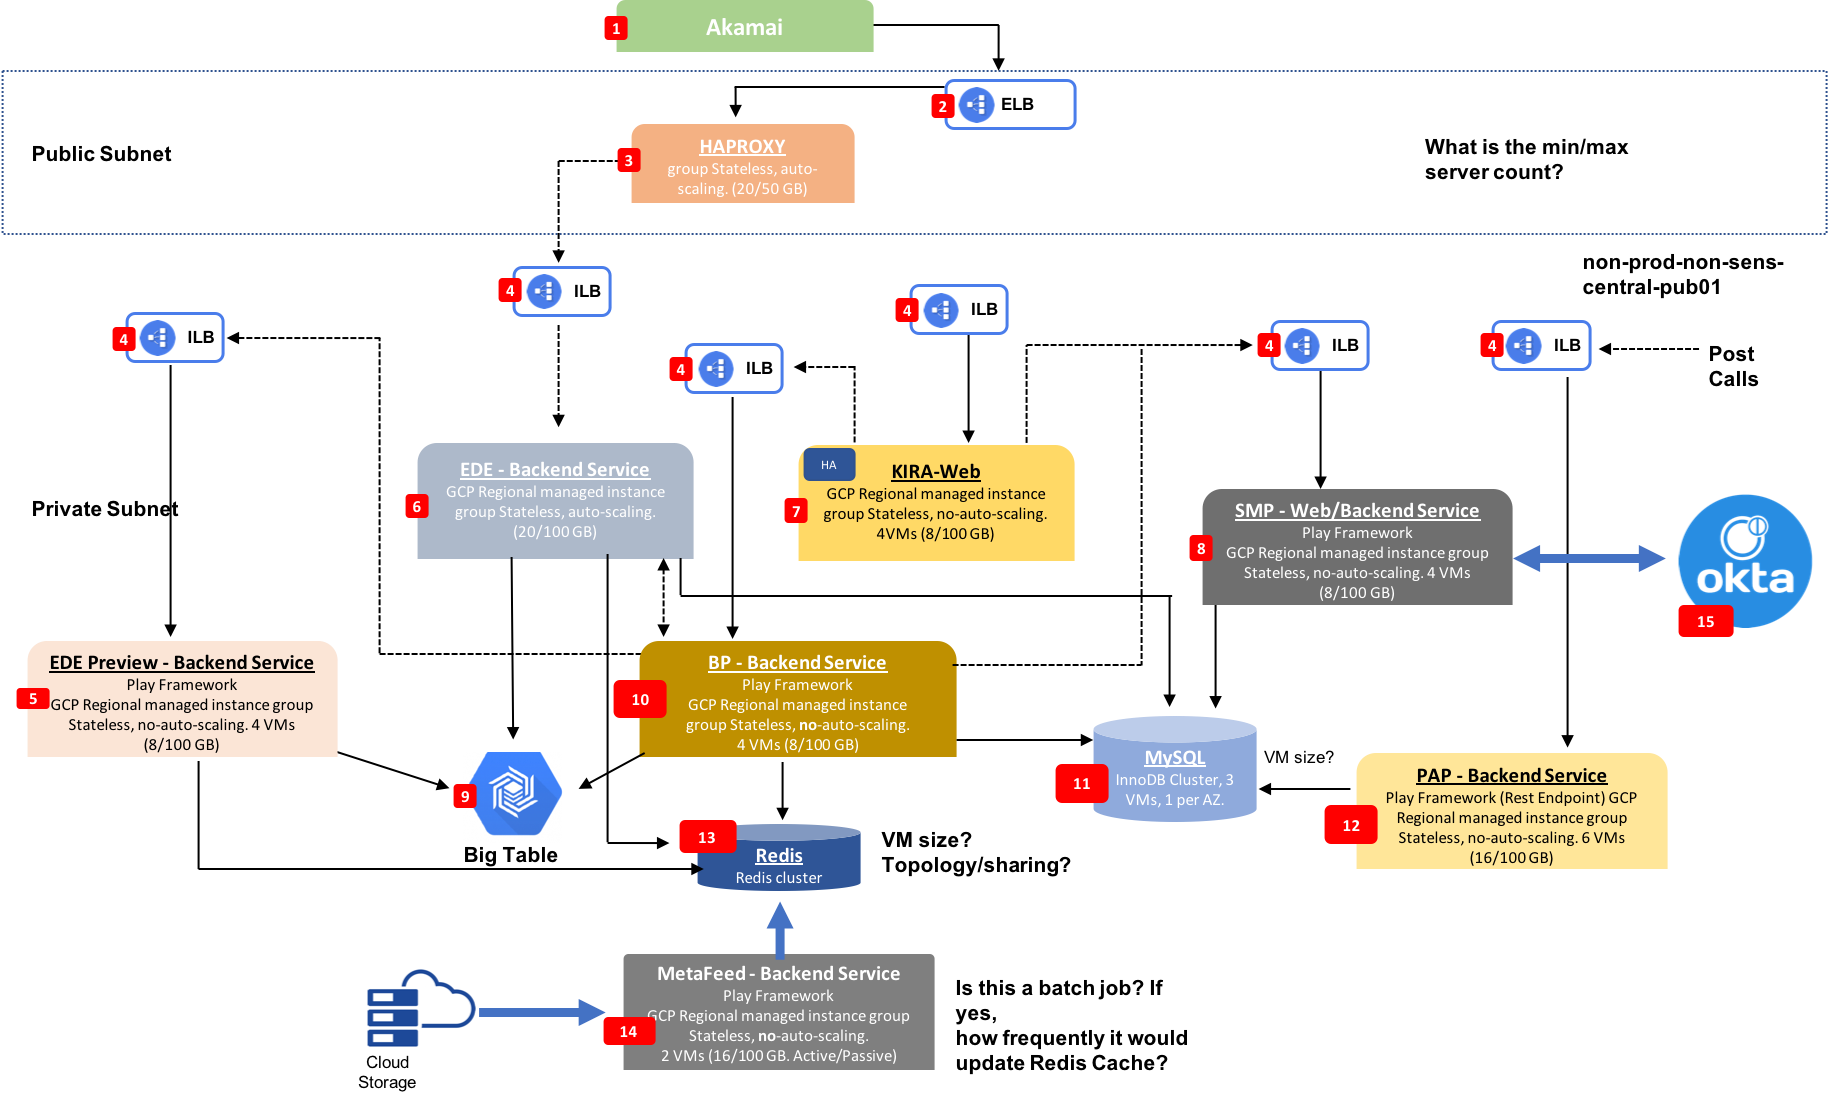 1
Akamai
2
ELB
Public Subnet
3
HAPROXY
group Stateless, auto-
scaling. (20/50 GB)
What is the min/max
server count?
non-prod-non-sens-
central-pub01
4
ILB
4
ILB
4
ILB
4
ILB
4
ILB
4
ILB
Post
Calls
Private Subnet
6
EDE - Backend Service
GCP Regional managed instance
group Stateless, auto-scaling.
(20/100 GB)
HA
7
KIRA-Web
GCP Regional managed instance
group Stateless, no-auto-scaling.
4VMs (8/100 GB)
8
SMP - Web/Backend Service
Play Framework
GCP Regional managed instance group
Stateless, no-auto-scaling. 4 VMs
(8/100 GB)
okta
15
5
EDE Preview - Backend Service
Play Framework
GCP Regional managed instance group
Stateless, no-auto-scaling. 4 VMs
(8/100 GB)
10
BP - Backend Service
Play Framework
GCP Regional managed instance
group Stateless, no-auto-scaling.
4 VMs (8/100 GB)
9
Big Table
11
MySQL
InnoDB Cluster, 3
VMs, 1 per AZ.
VM size?
12
PAP - Backend Service
Play Framework (Rest Endpoint) GCP
Regional managed instance group
Stateless, no-auto-scaling. 6 VMs
(16/100 GB)
13
Redis
Redis cluster
VM size?
Topology/sharing?
Cloud
Storage
14
MetaFeed - Backend Service
Play Framework
GCP Regional managed instance group
Stateless, no-auto-scaling.
2 VMs (16/100 GB. Active/Passive)
Is this a batch job? If
yes,
how frequently it would
update Redis Cache?